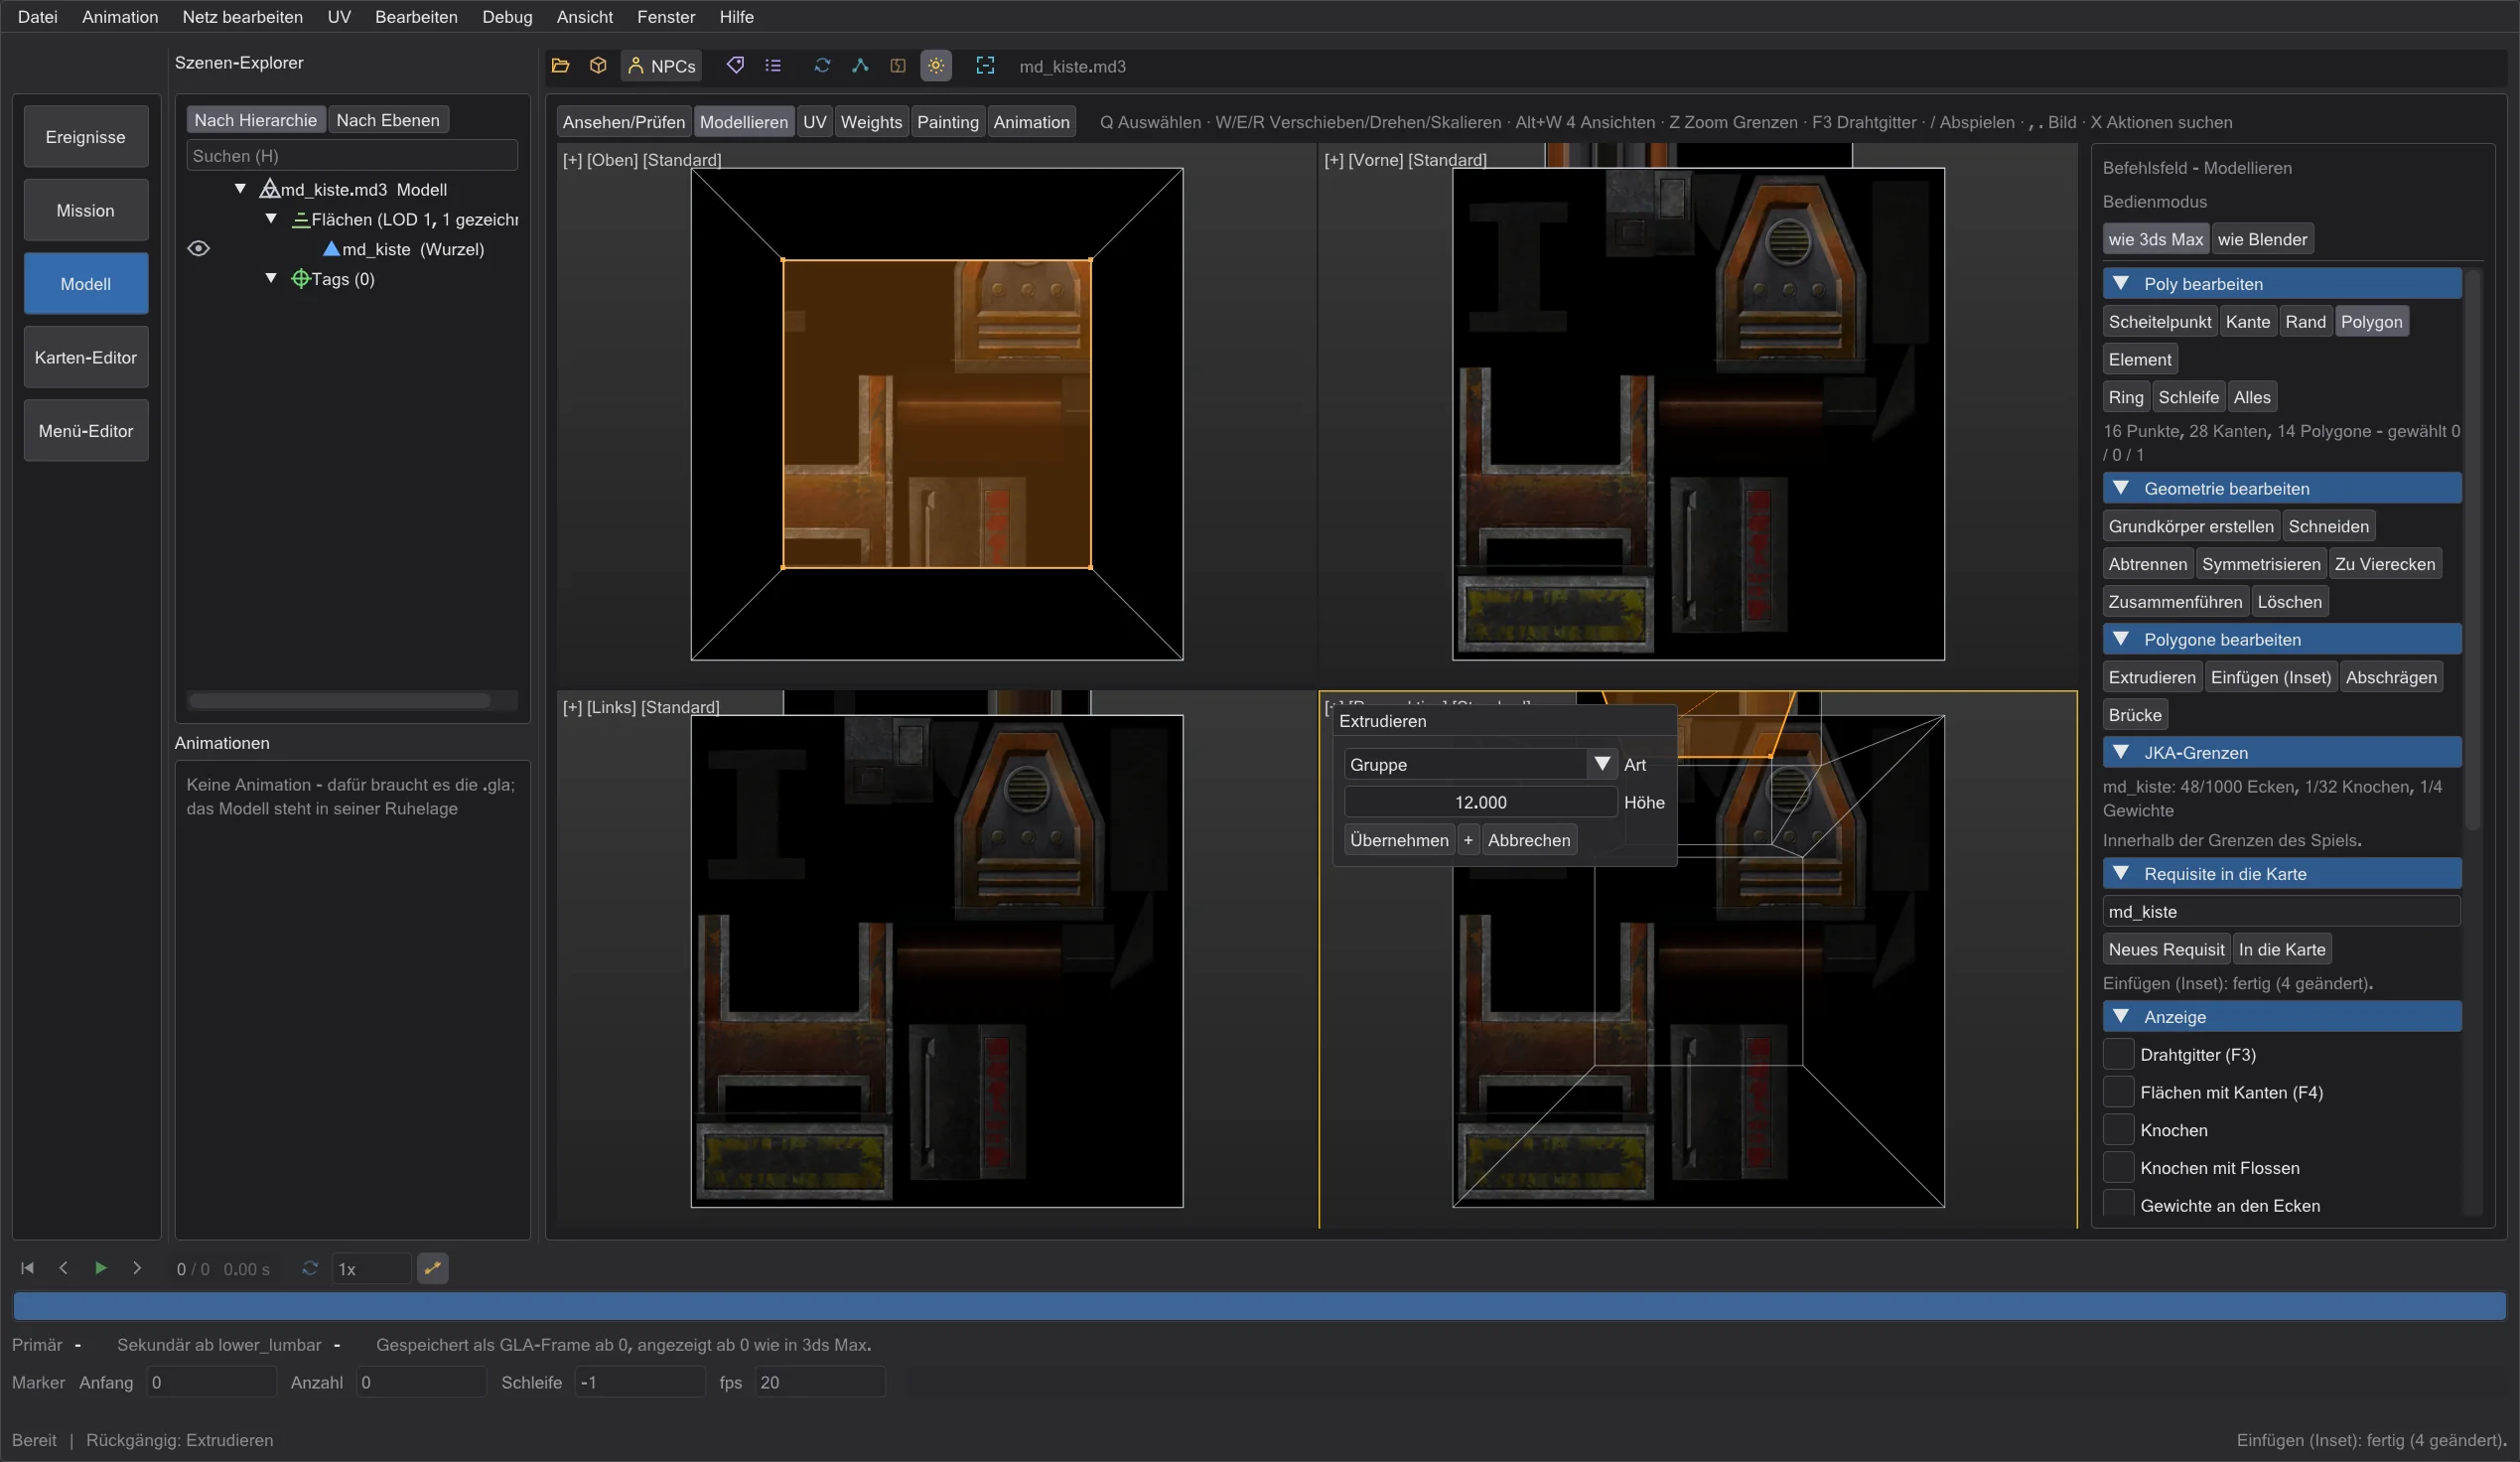 Datei Animation Netz bearbeiten UV Bearbeiten Debug Ansicht Fenster Hilfe
Szenen-Explorer
NPCs md_kiste.md3
Ereignisse
Mission
Modell
Karten-Editor
Menü-Editor
Nach Hierarchie Nach Ebenen
Suchen (H)
md_kiste.md3 Modell
Flächen (LOD 1, 1 gezeichn
md_kiste (Wurzel)
Tags (0)
Animationen
Keine Animation - dafür braucht es die .gla;
das Modell steht in seiner Ruhelage
Ansehen/Prüfen Modellieren UV Weights Painting Animation Q Auswählen · W/E/R Verschieben/Drehen/Skalieren · Alt+W 4 Ansichten · Z Zoom Grenzen · F3 Drahtgitter · / Abspielen · , . Bild · X Aktionen suchen
[+] [Oben] [Standard]
[+] [Vorne] [Standard]
[+] [Links] [Standard]
Extrudieren
Gruppe Art
12.000 Höhe
Übernehmen + Abbrechen
Befehlsfeld - Modellieren
Bedienmodus
wie 3ds Max wie Blender
Poly bearbeiten
Scheitelpunkt Kante Rand Polygon
Element
Ring Schleife Alles
16 Punkte, 28 Kanten, 14 Polygone - gewählt 0
/ 0 / 1
Geometrie bearbeiten
Grundkörper erstellen Schneiden
Abtrennen Symmetrisieren Zu Vierecken
Zusammenführen Löschen
Polygone bearbeiten
Extrudieren Einfügen (Inset) Abschrägen
Brücke
JKA-Grenzen
md_kiste: 48/1000 Ecken, 1/32 Knochen, 1/4
Gewichte
Innerhalb der Grenzen des Spiels.
Requisite in die Karte
md_kiste
Neues Requisit In die Karte
Einfügen (Inset): fertig (4 geändert).
Anzeige
Drahtgitter (F3)
Flächen mit Kanten (F4)
Knochen
Knochen mit Flossen
Gewichte an den Ecken
0 / 0 0.00 s 1x
Primär - Sekundär ab lower_lumbar - Gespeichert als GLA-Frame ab 0, angezeigt ab 0 wie in 3ds Max.
Marker Anfang 0 Anzahl 0 Schleife -1 fps 20
Bereit | Rückgängig: Extrudieren
Einfügen (Inset): fertig (4 geändert).